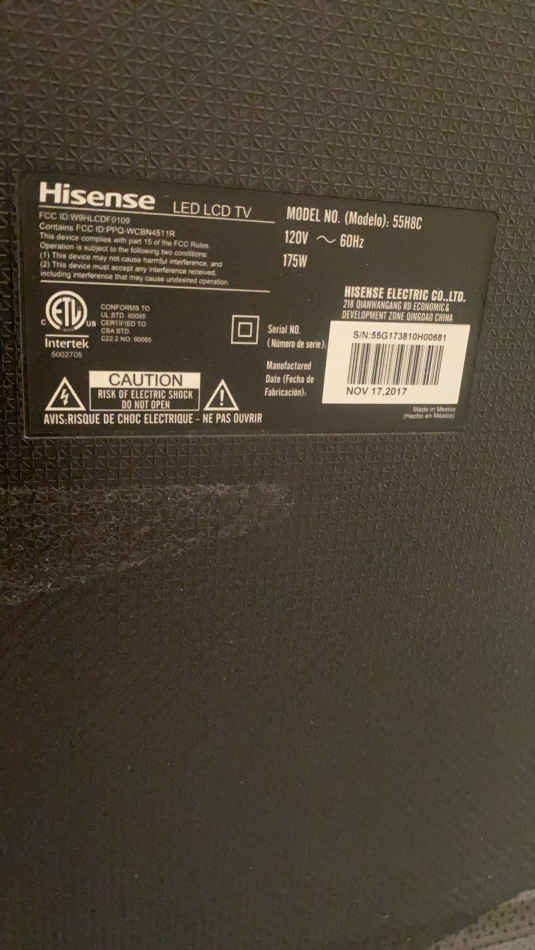 Hisense LED LCD TV
FCC ID:W9HLCDF0109
Contains FCC ID:PPQ-WCBN4511R
This device complies with part 15 of the FCC Rules.
Operation is subject to the following two conditions:
(1) This device may not cause harmful interference, and
(2) This device must accept any interference received,
including interference that may cause undesired operation.
MODEL NO. (Modelo): 55H8C
120V ～ 60Hz
175W
HISENSE ELECTRIC CO.,LTD.
218 QIANWANGANG RD ECONOMIC&
DEVELOPMENT ZONE QINGDAO CHINA
C ETL US
Intertek
5002705
CONFORMS TO
UL STD. 60065
CERTIFIED TO
CSA STD.
C22.2 NO. 60065
Serial NO.
(Número de serie):
S/N:55G173810H00681
Manufactured
Date (Fecha de
Fabricación):
NOV 17,2017
CAUTION
RISK OF ELECTRIC SHOCK
DO NOT OPEN
AVIS:RISQUE DE CHOC ELECTRIQUE - NE PAS OUVRIR
Made in Mexico
(Hecho en México)